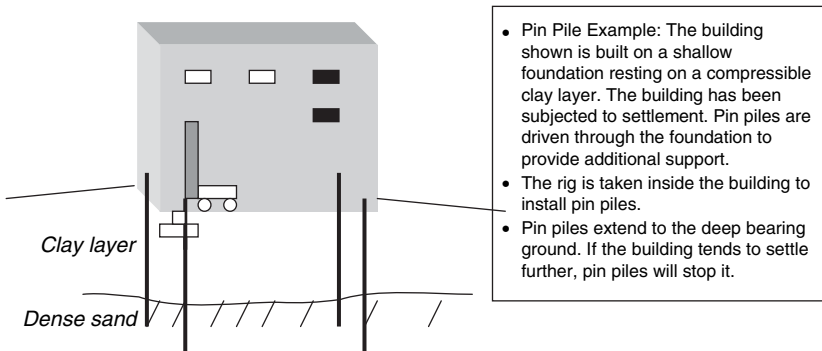 • Pin Pile Example: The building
shown is built on a shallow
foundation resting on a compressible
clay layer. The building has been
subjected to settlement. Pin piles are
driven through the foundation to
provide additional support.
• The rig is taken inside the building to
install pin piles.
• Pin piles extend to the deep bearing
ground. If the building tends to settle
further, pin piles will stop it.
Clay layer
Dense sand